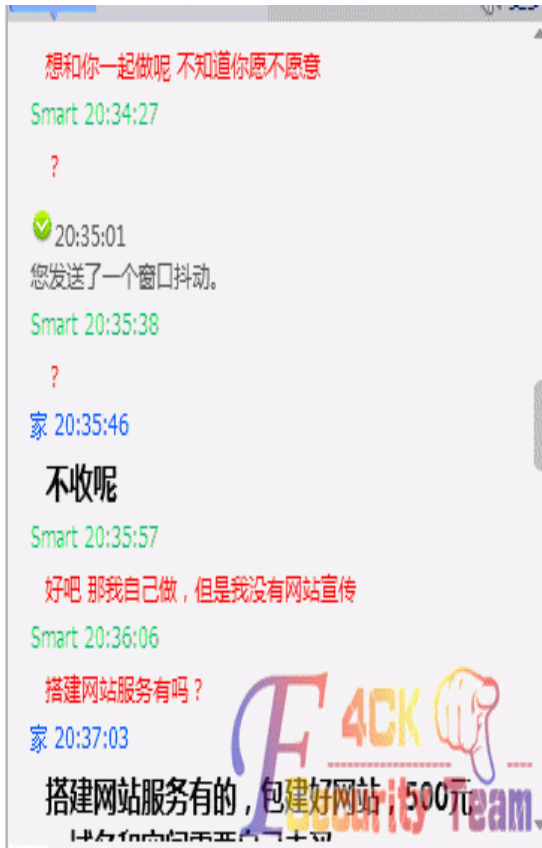 想和你一起做呢 不知道你愿不愿意
Smart 20:34:27
?
20:35:01
您发送了一个窗口抖动。
Smart 20:35:38
?
家 20:35:46
不收呢
Smart 20:35:57
好吧 那我自己做，但是我没有网站宣传
Smart 20:36:06
搭建网站服务有吗？
家 20:37:03
搭建网站服务有的，包建好网站，500元
F4CK
Security Team